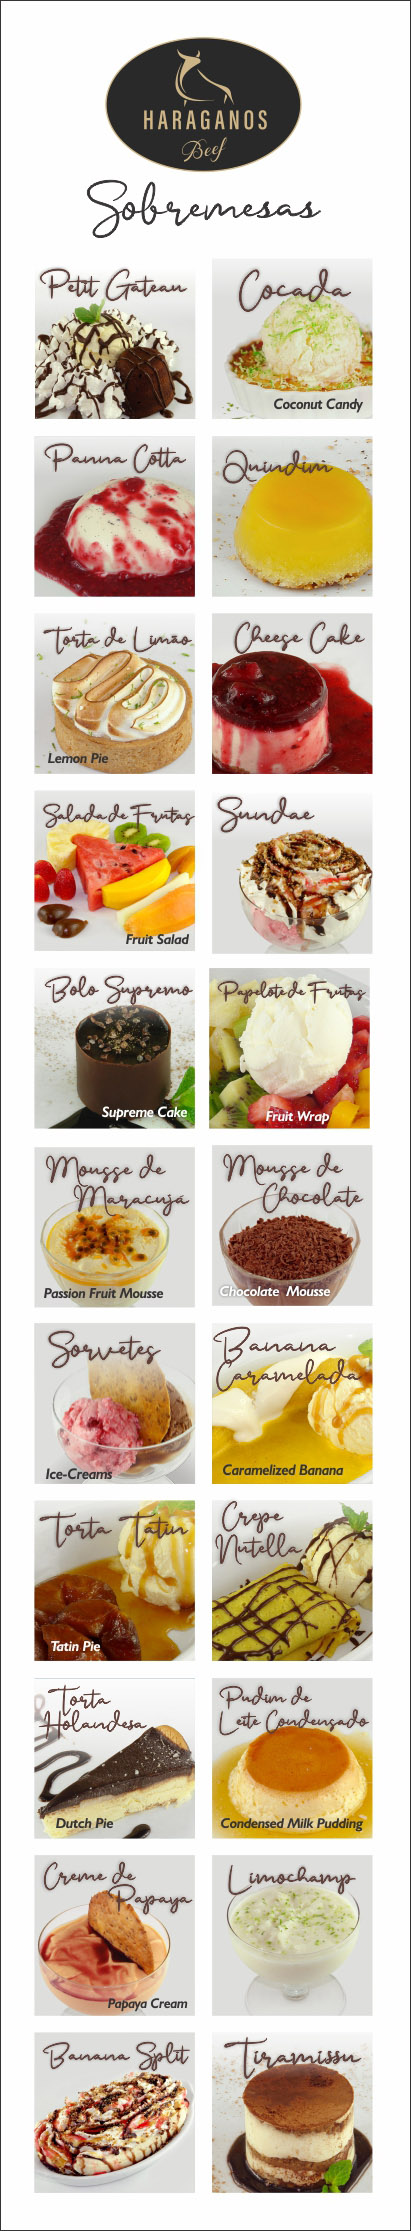 HARAGANOS
Beef
Sobremesas
Petit Gateau
Cocada
Coconut Candy
Panna Cotta
Quindim
Torta de Limão
Lemon Pie
Cheese Cake
Salada de Frutas
Fruit Salad
Sundae
Bolo Supremo
Supreme Cake
Papelote de Frutas
Fruit Wrap
Mousse de
Maracujá
Passion Fruit Mousse
Mousse de
Chocolate
Chocolate Mousse
Sorvetes
Ice-Creams
Banana
Caramelada
Caramelized Banana
Torta Tatin
Tatin Pie
Crepe
Nutella
Torta
Holandesa
Dutch Pie
Pudim de
Leite Condensado
Condensed Milk Pudding
Creme de
Papaya
Papaya Cream
Limochamp
Banana Split
Tiramissu